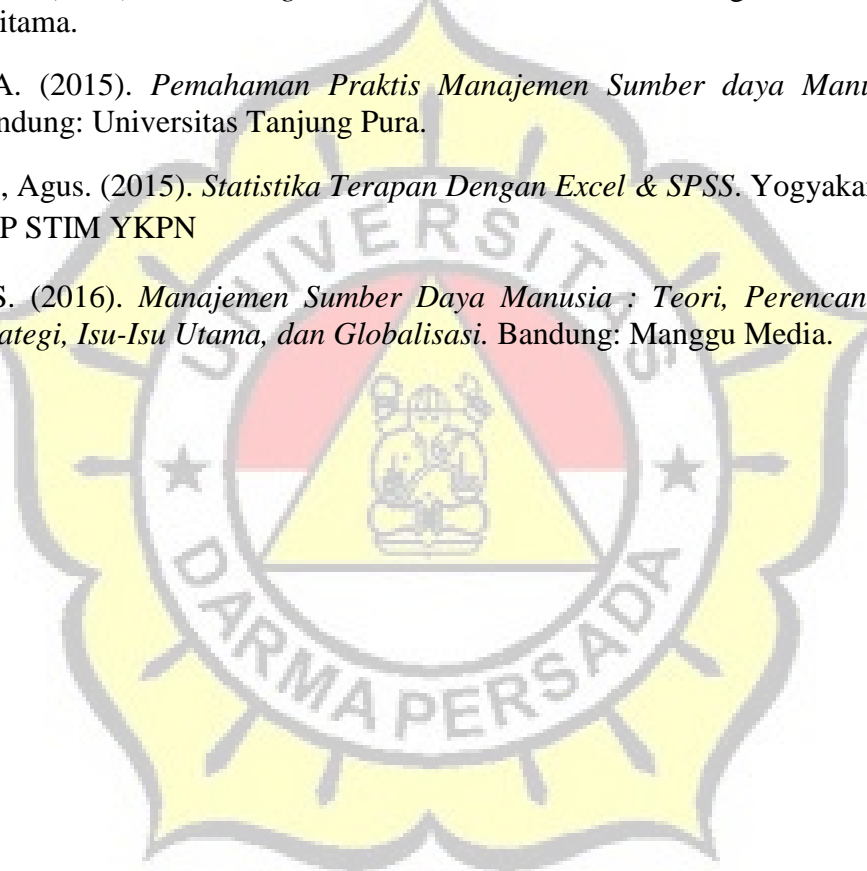 itama.
A. (2015). Pemahaman Praktis Manajemen Sumber daya Manu
ndung: Universitas Tanjung Pura.
, Agus. (2015). Statistika Terapan Dengan Excel & SPSS. Yogyakar
P STIM YKPN
S. (2016). Manajemen Sumber Daya Manusia : Teori, Perencan
ategi, Isu-Isu Utama, dan Globalisasi. Bandung: Manggu Media.
UNIVERSITAS
DARMA PERSADA